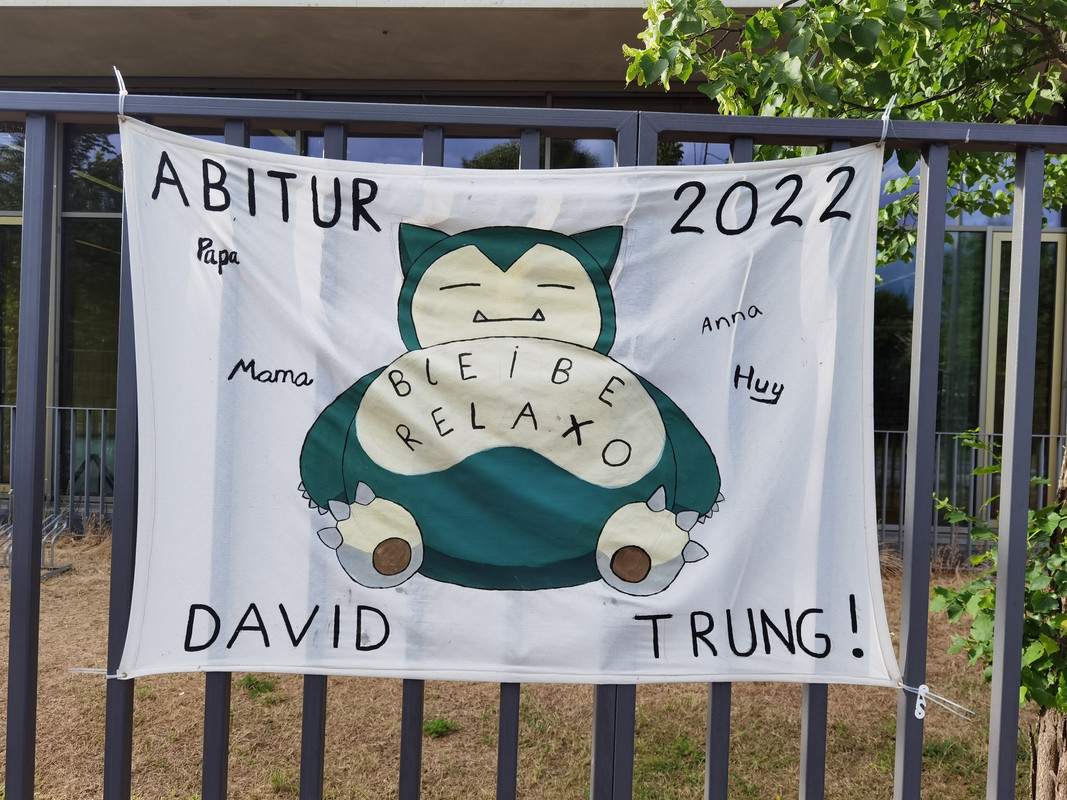 ABITUR 2022
Papa
Anna
Mama
Huy
BLEIBE
RELAXO
DAVID TRUNG!